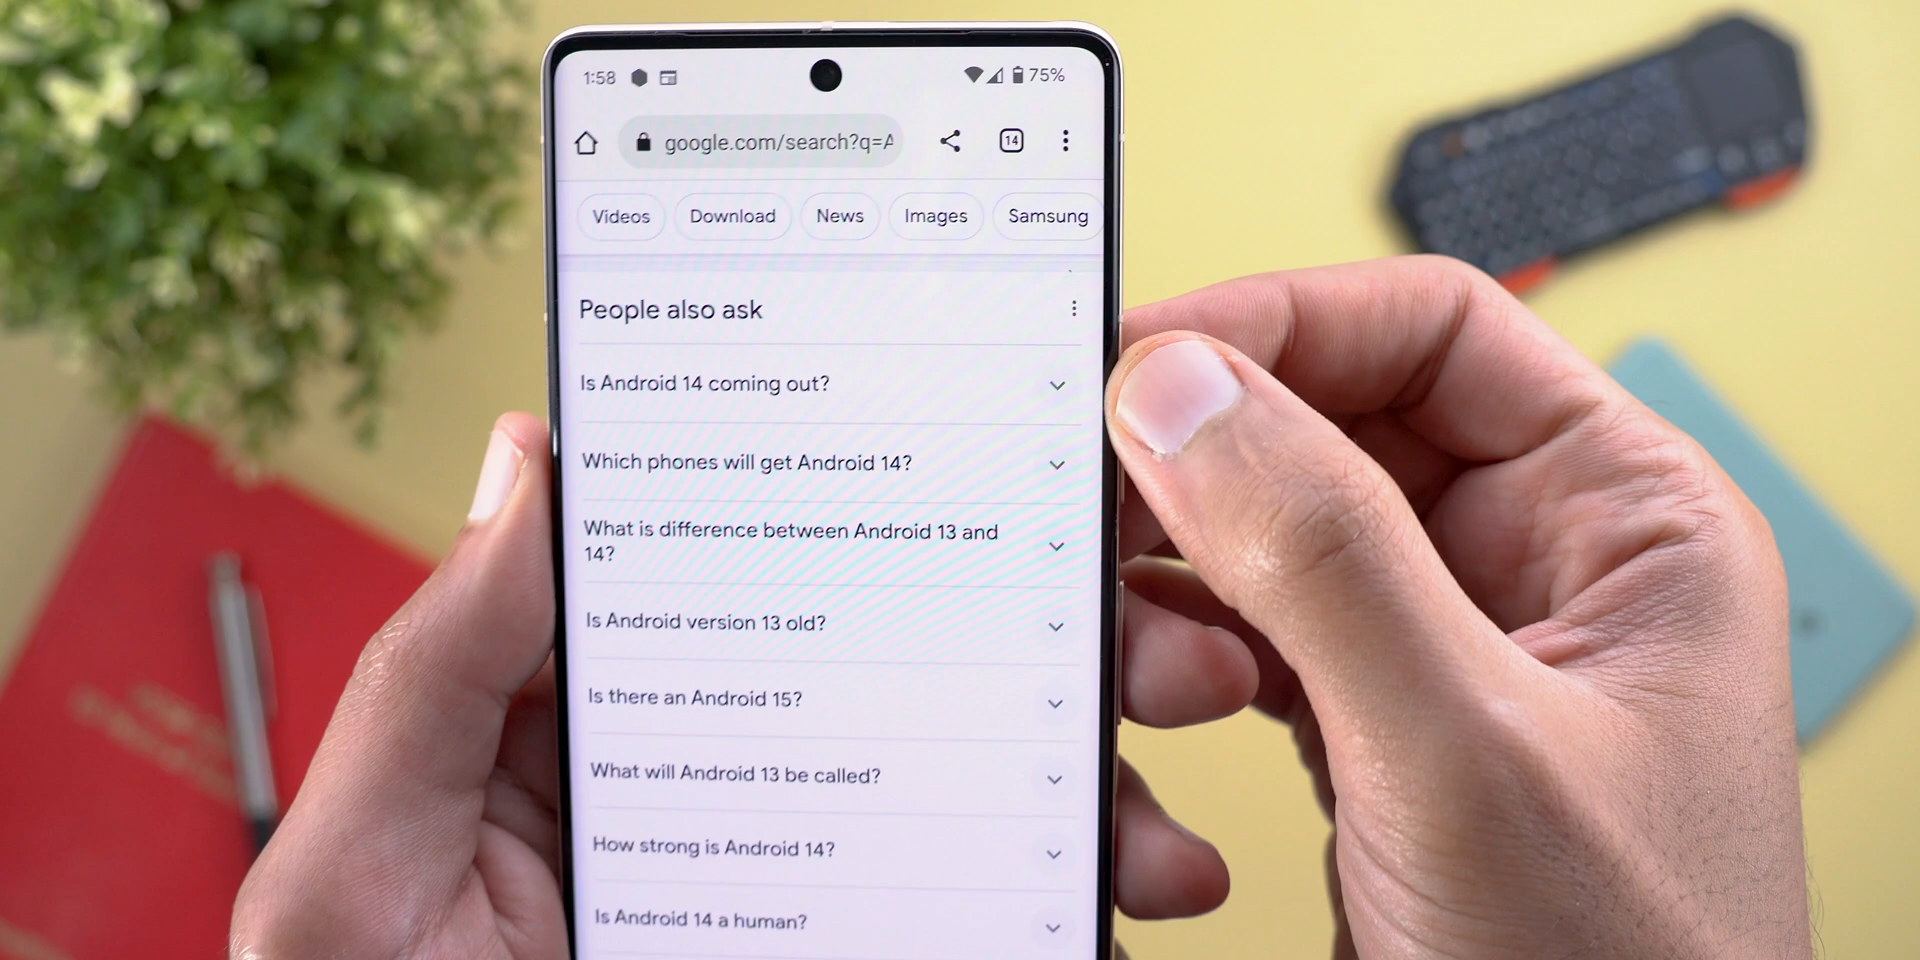 1:58
75%
google.com/search?q=A
14
Videos
Download
News
Images
Samsung
People also ask
Is Android 14 coming out?
Which phones will get Android 14?
What is difference between Android 13 and
14?
Is Android version 13 old?
Is there an Android 15?
What will Android 13 be called?
How strong is Android 14?
Is Android 14 a human?